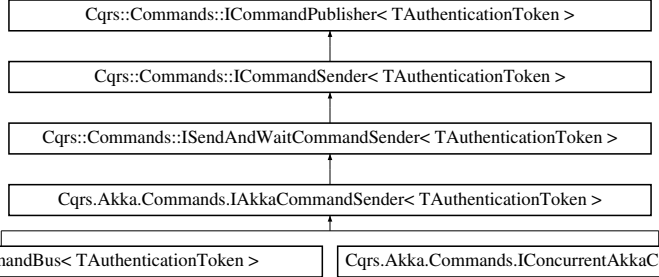 Cqrs::Commands::ICommandPublisher< TAuthenticationToken >
Cqrs::Commands::ICommandSender< TAuthenticationToken >
Cqrs::Commands::ISendAndWaitCommandSender< TAuthenticationToken >
Cqrs.Akka.Commands.IAkkaCommandSender< TAuthenticationToken >
mandBus< TAuthenticationToken >
Cqrs.Akka.Commands.IConcurrentAkkaC